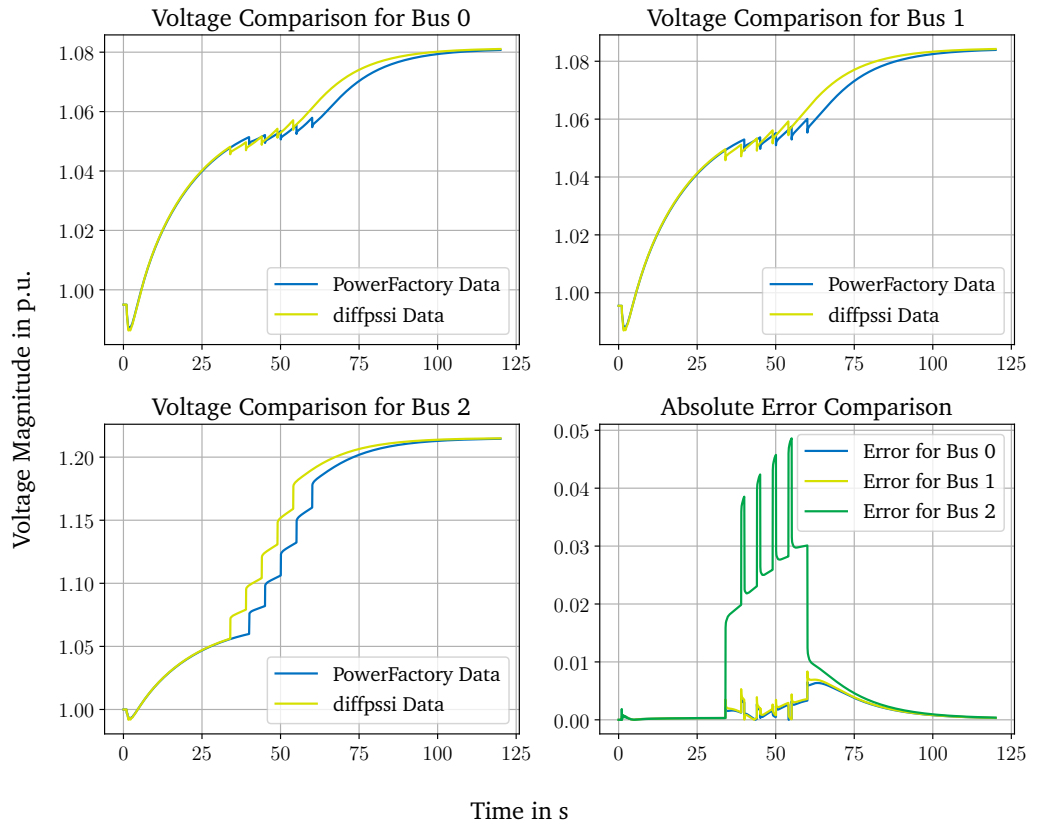 Voltage Comparison for Bus 0
1.08
1.06
1.04
1.02
1.00
PowerFactory Data
diffpssi Data
0 25 50 75 100 125
Voltage Comparison for Bus 1
1.08
1.06
1.04
1.02
1.00
PowerFactory Data
diffpssi Data
0 25 50 75 100 125
Voltage Magnitude in p.u.
Voltage Comparison for Bus 2
1.20
1.15
1.10
1.05
1.00
PowerFactory Data
diffpssi Data
0 25 50 75 100 125
Absolute Error Comparison
0.05
0.04
0.03
0.02
0.01
0.00
Error for Bus 0
Error for Bus 1
Error for Bus 2
0 25 50 75 100 125
Time in s